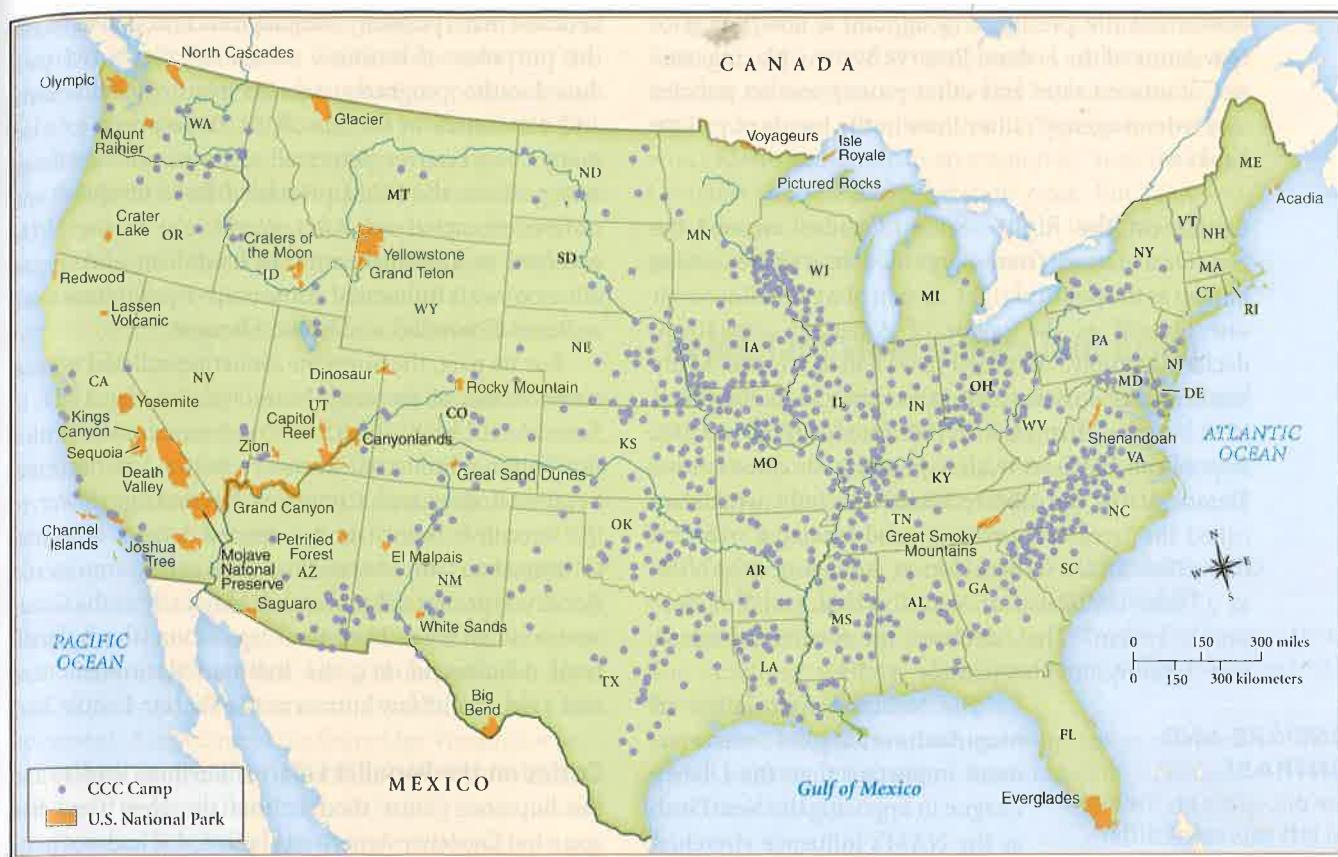 CANADA
North Cascades
Olympic
Mount
Rainier
WA
Glacier
Voyageurs
Isle
Royale
Pictured Rocks
ME
Acadia
MT
ND
MN
VT
NH
NY
MA
CT
RI
Crater
Lake
OR
Craters of
the Moon
ID
Yellowstone
Grand Teton
SD
WI
MI
Redwood
Lassen
Volcanic
WY
IA
PA
NJ
NE
Dinosaur
Rocky Mountain
OH
MD
DE
CA
NV
Yosemite
UT
Capitol
Reef
CO
IL
IN
WV
Kings
Canyon
Sequoia
Zion
Canyonlands
KS
MO
Shenandoah
VA
ATLANTIC
OCEAN
Death
Valley
Great Sand Dunes
KY
Grand Canyon
NC
Channel
Islands
Joshua
Tree
Mojave
National
Preserve
Petrified
Forest
El Malpais
OK
TN
Great Smoky
Mountains
AZ
NM
AR
SC
N
W E
S
Saguaro
White Sands
MS
AL
GA
PACIFIC
OCEAN
TX
LA
0 150 300 miles
0 150 300 kilometers
Big
Bend
FL
CCC Camp
U.S. National Park
MEXICO
Gulf of Mexico
Everglades